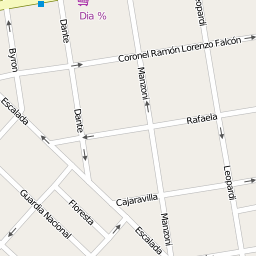 Dia %
Byron
Dante
Leopardi
Coronel Ramón Lorenzo Falcón
Manzoni
Escalada
Dante
Rafaela
Leopardi
Cajaravilla
Floresta
Guardia Nacional
Escalada
Manzoni